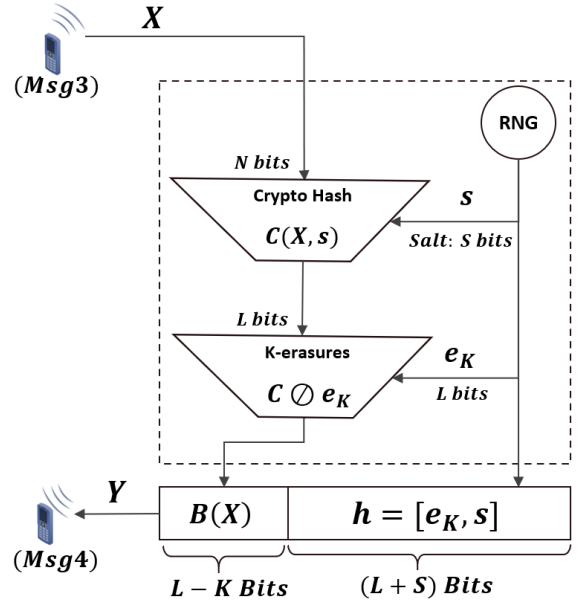 X
(Msg3)
RNG
N bits
Crypto Hash
C(X, s)
s
Salt: S bits
L bits
K-erasures
C ⊘ e_K
e_K
L bits
Y
B(X)
h = [e_K, s]
(Msg4)
L − K Bits
(L + S) Bits